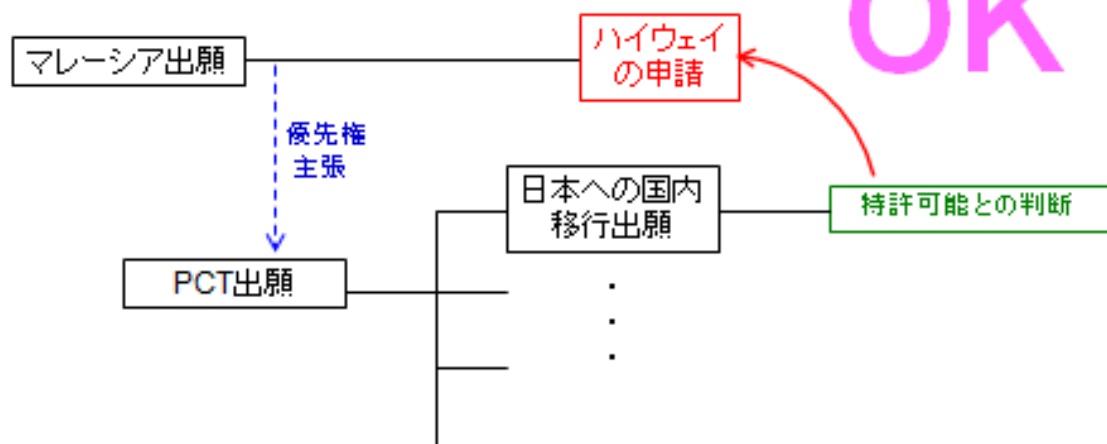 OK
マレーシア出願
ハイウェイ
の申請
優先権
主張
日本への国内
移行出願
特許可能との判断
PCT出願